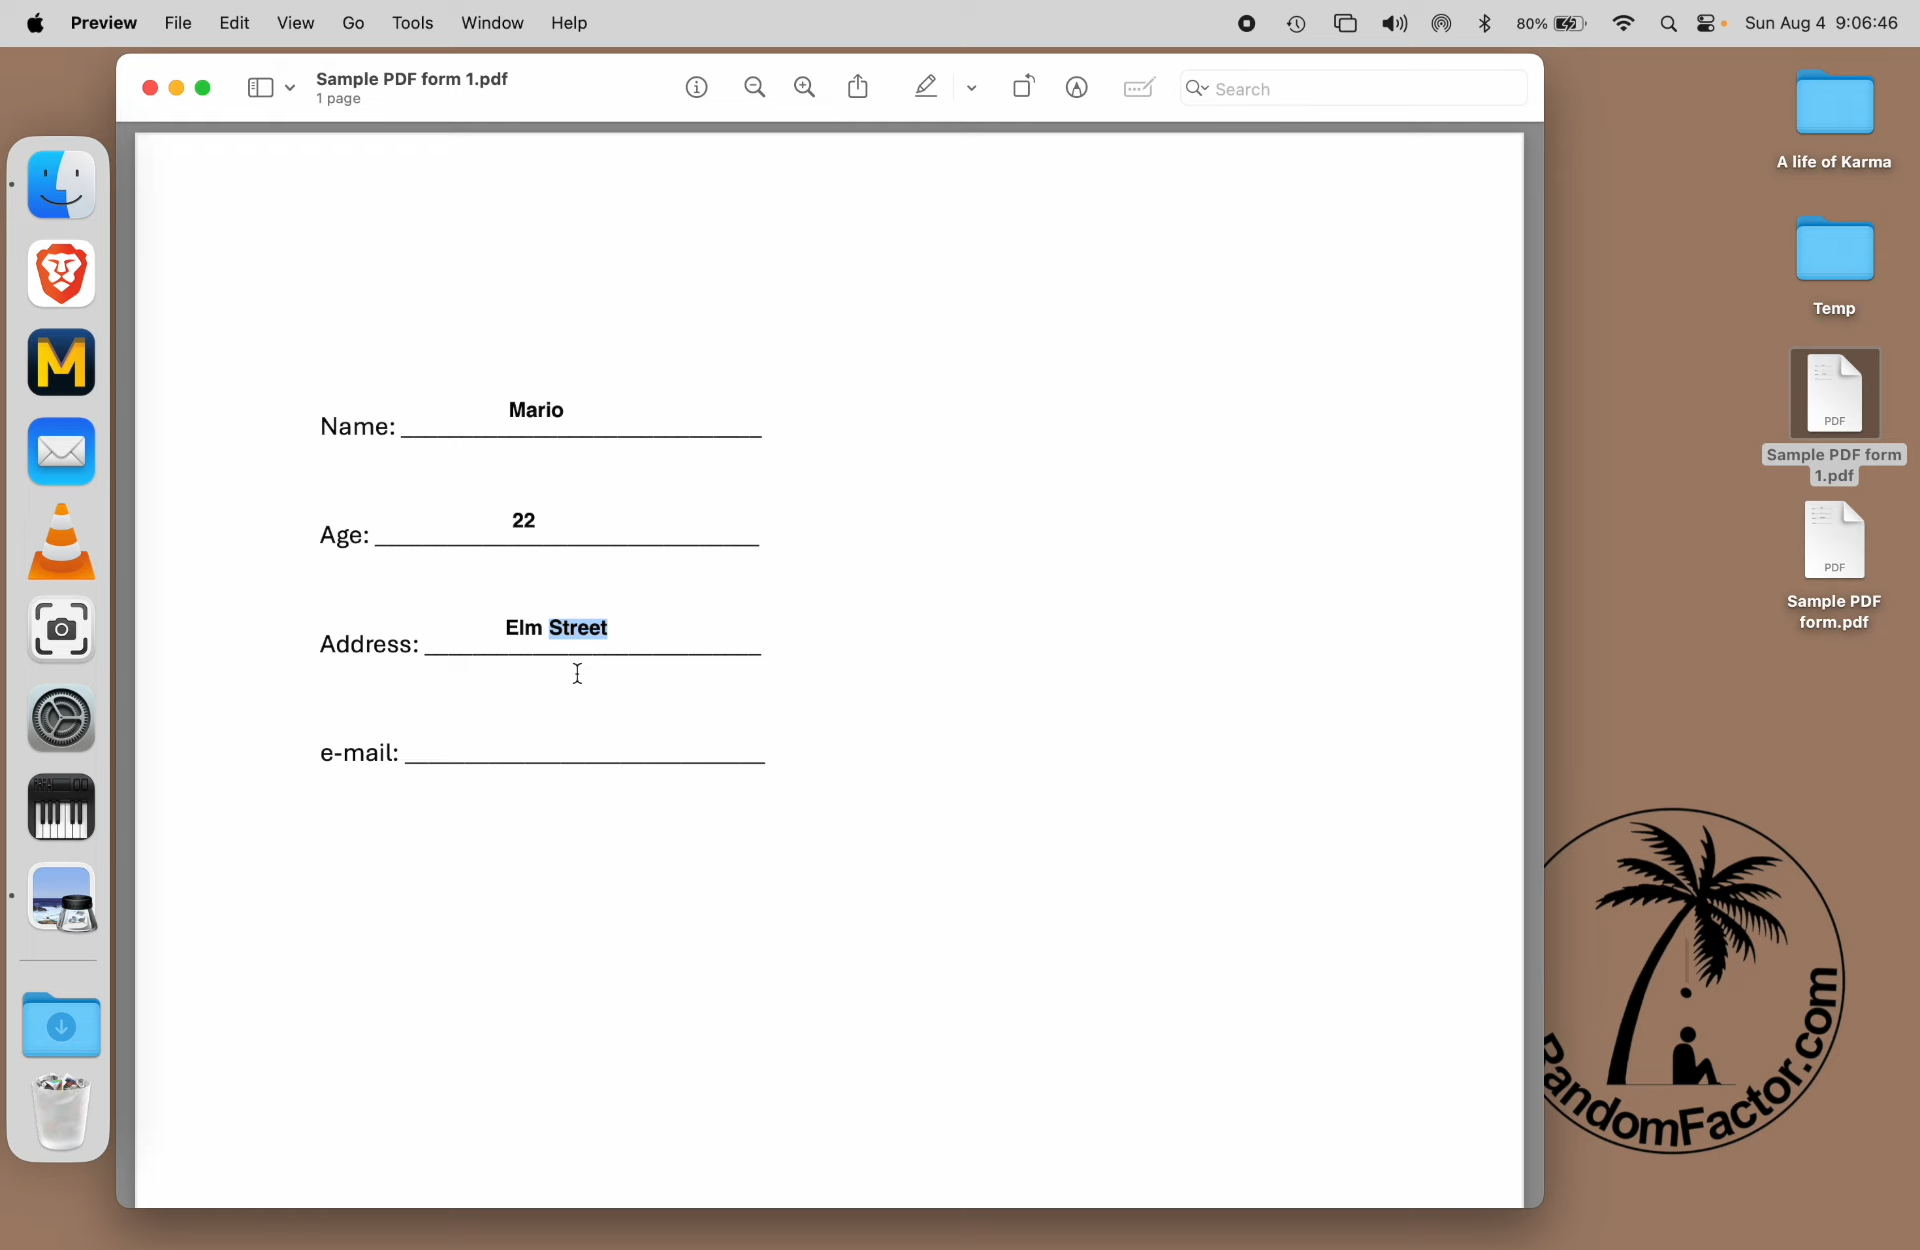 Preview File Edit View Go Tools Window Help 80% Sun Aug 4 9:06:46
Sample PDF form 1.pdf
1 page
Search
A life of Karma
Temp
PDF
Sample PDF form
1.pdf
PDF
Sample PDF
form.pdf
M
Mario
Name:
22
Age:
Elm Street
Address:
e-mail:
RandomFactor.com